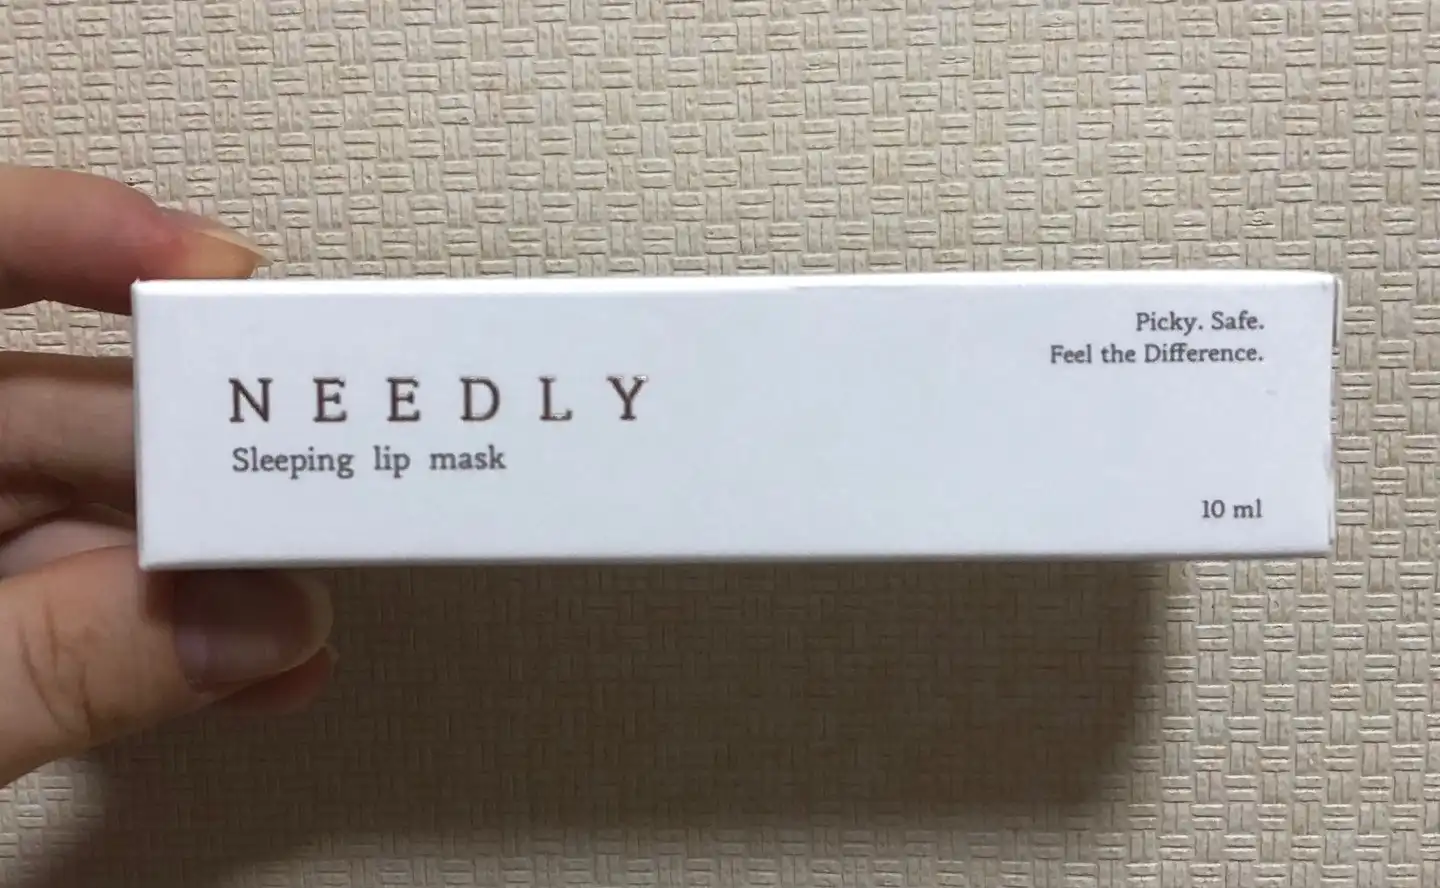 NEEDLY
Sleeping lip mask
Picky. Safe.
Feel the Difference.
10 ml